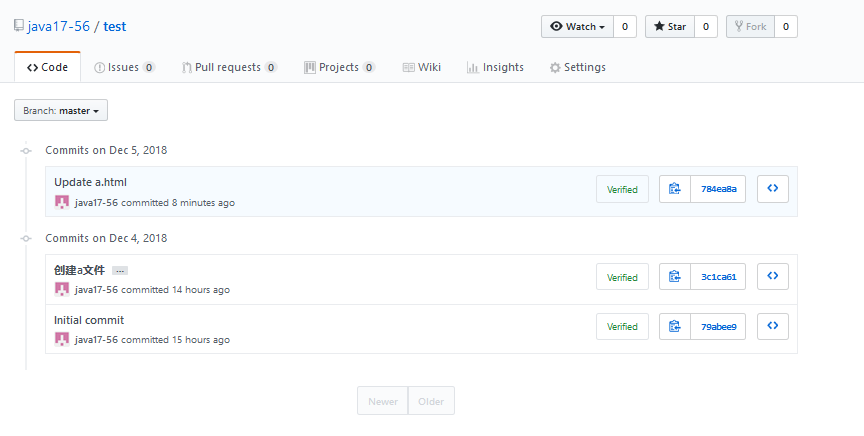 java17-56 / test Watch 0 Star 0 Fork 0
Code Issues 0 Pull requests 0 Projects 0 Wiki Insights Settings
Branch: master
Commits on Dec 5, 2018
Update a.html
java17-56 committed 8 minutes ago
Verified 784ea8a
Commits on Dec 4, 2018
创建a文件 ...
java17-56 committed 14 hours ago
Verified 3c1ca61
Initial commit
java17-56 committed 15 hours ago
Verified 79abee9
Newer Older